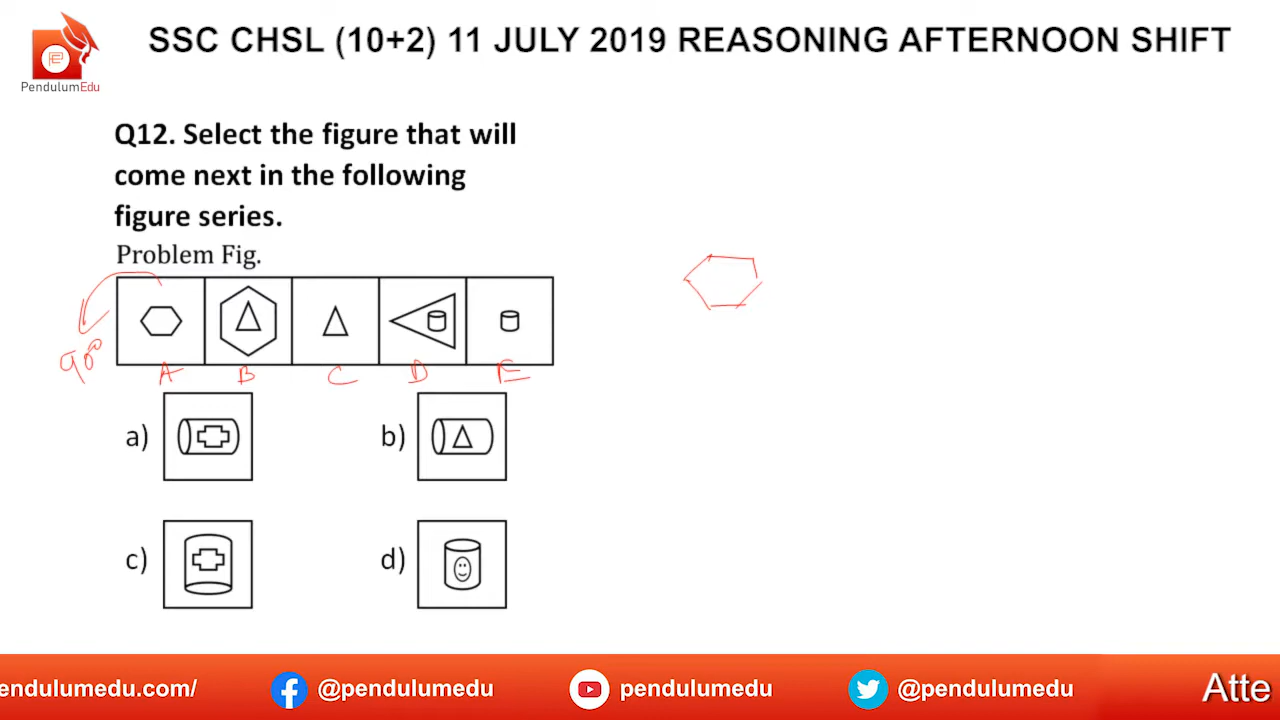 SSC CHSL (10+2) 11 JULY 2019 REASONING AFTERNOON SHIFT
PendulumEdu
Q12. Select the figure that will
come next in the following
figure series.
Problem Fig.
90°
A B C D E
a) b)
c) d)
endulumedu.com/ @pendulumedu pendulumedu @pendulumedu Atte